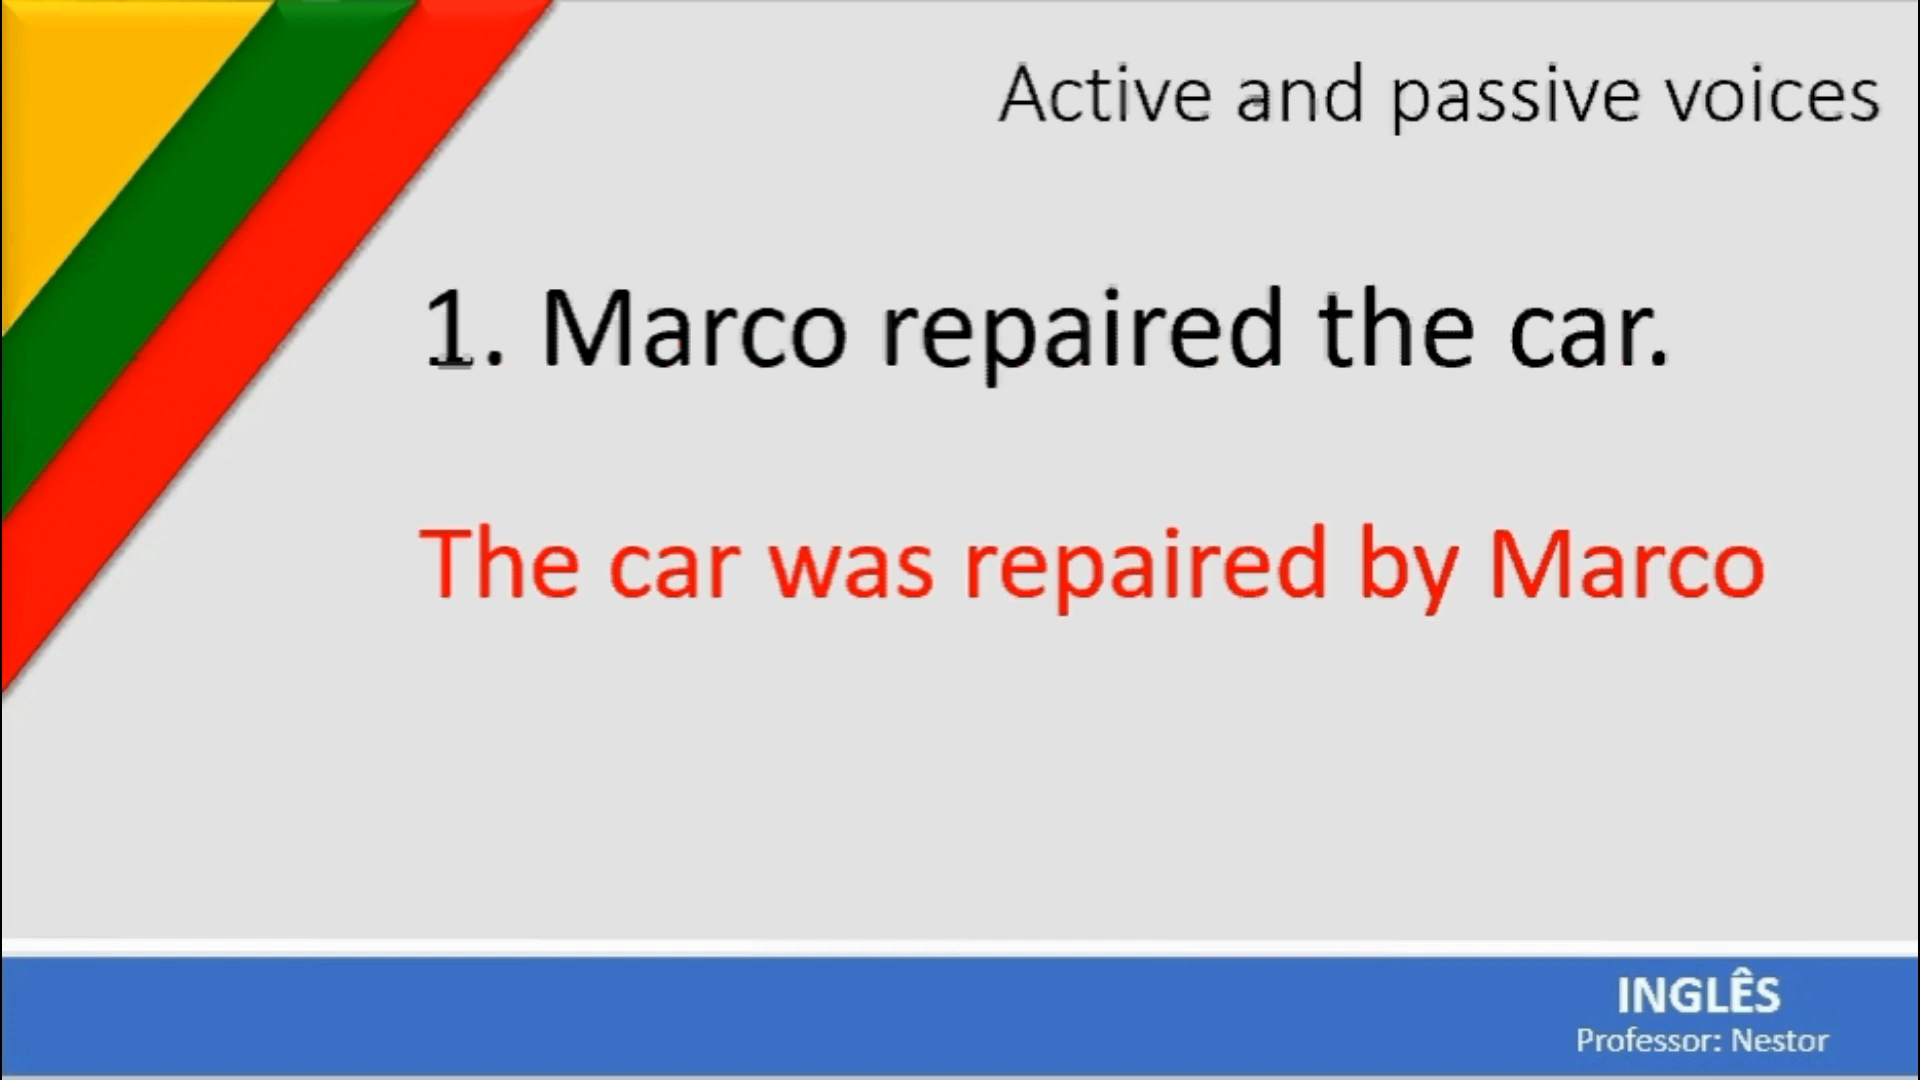 Active and passive voices
1. Marco repaired the car.
The car was repaired by Marco
INGLÊS
Professor: Nestor